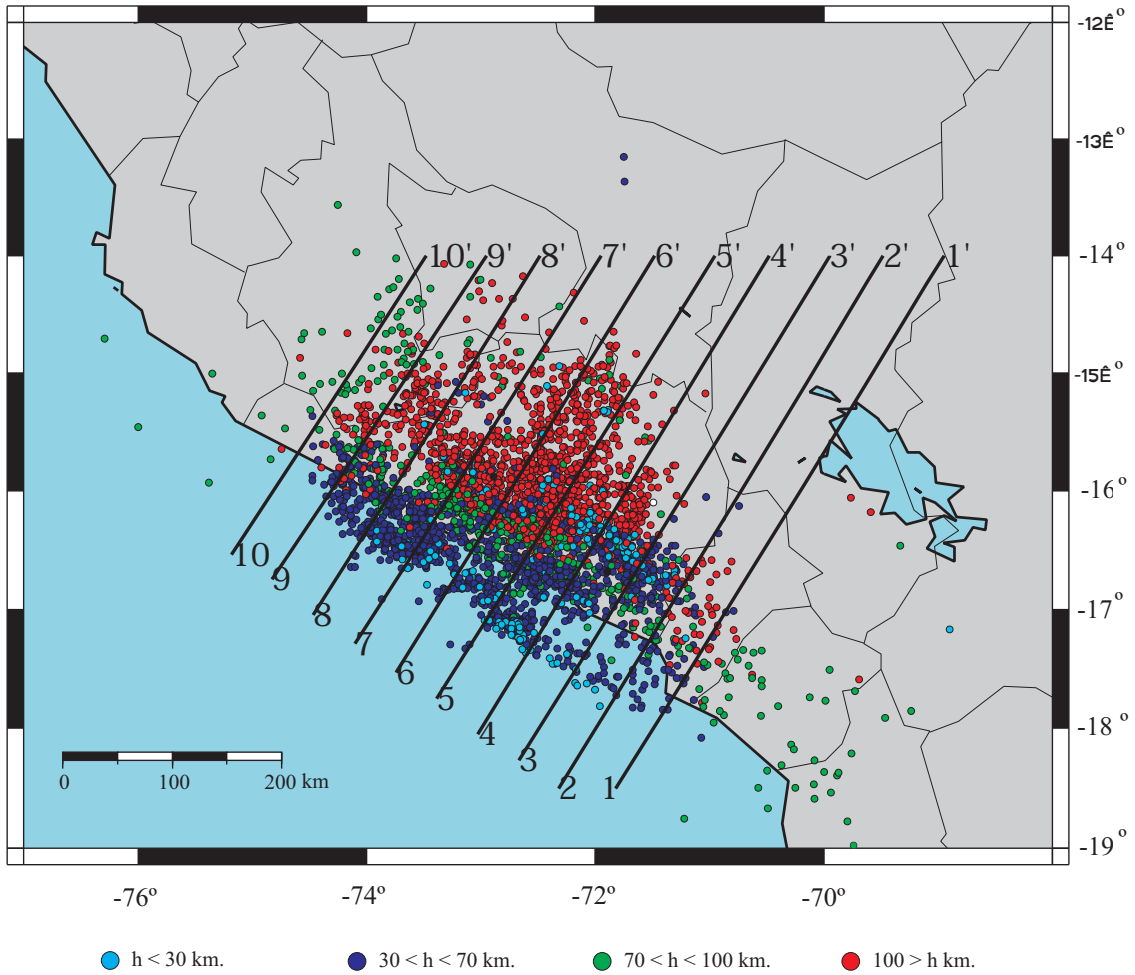 -12Ê°
-13Ê°
10' 9' 8' 7' 6' 5' 4' 3' 2' 1'
-14°
-15Ê°
-16°
10
9
8
7
6
5
4
3
2
1
-17°
-18°
0 100 200 km
-19°
-76° -74° -72° -70°
h < 30 km. 30 < h < 70 km. 70 < h < 100 km. 100 > h km.